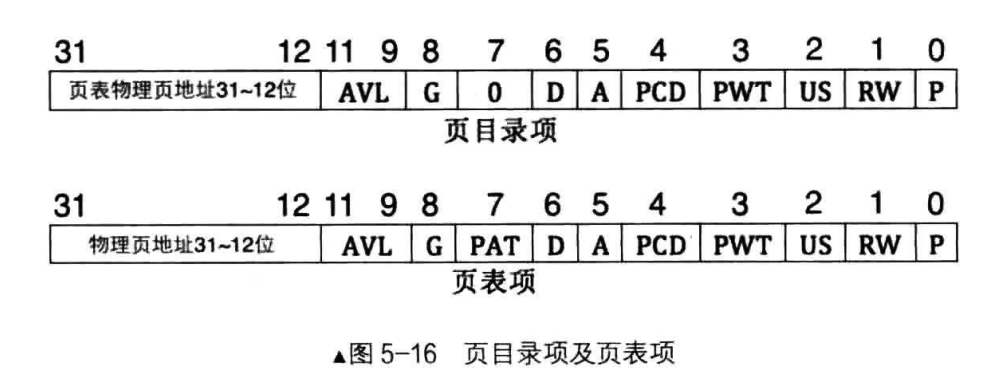 31 12 11 9 8 7 6 5 4 3 2 1 0
页表物理页地址31~12位 AVL G 0 D A PCD PWT US RW P
页目录项
31 12 11 9 8 7 6 5 4 3 2 1 0
物理页地址31~12位 AVL G PAT D A PCD PWT US RW P
页表项
▲图 5-16 页目录项及页表项